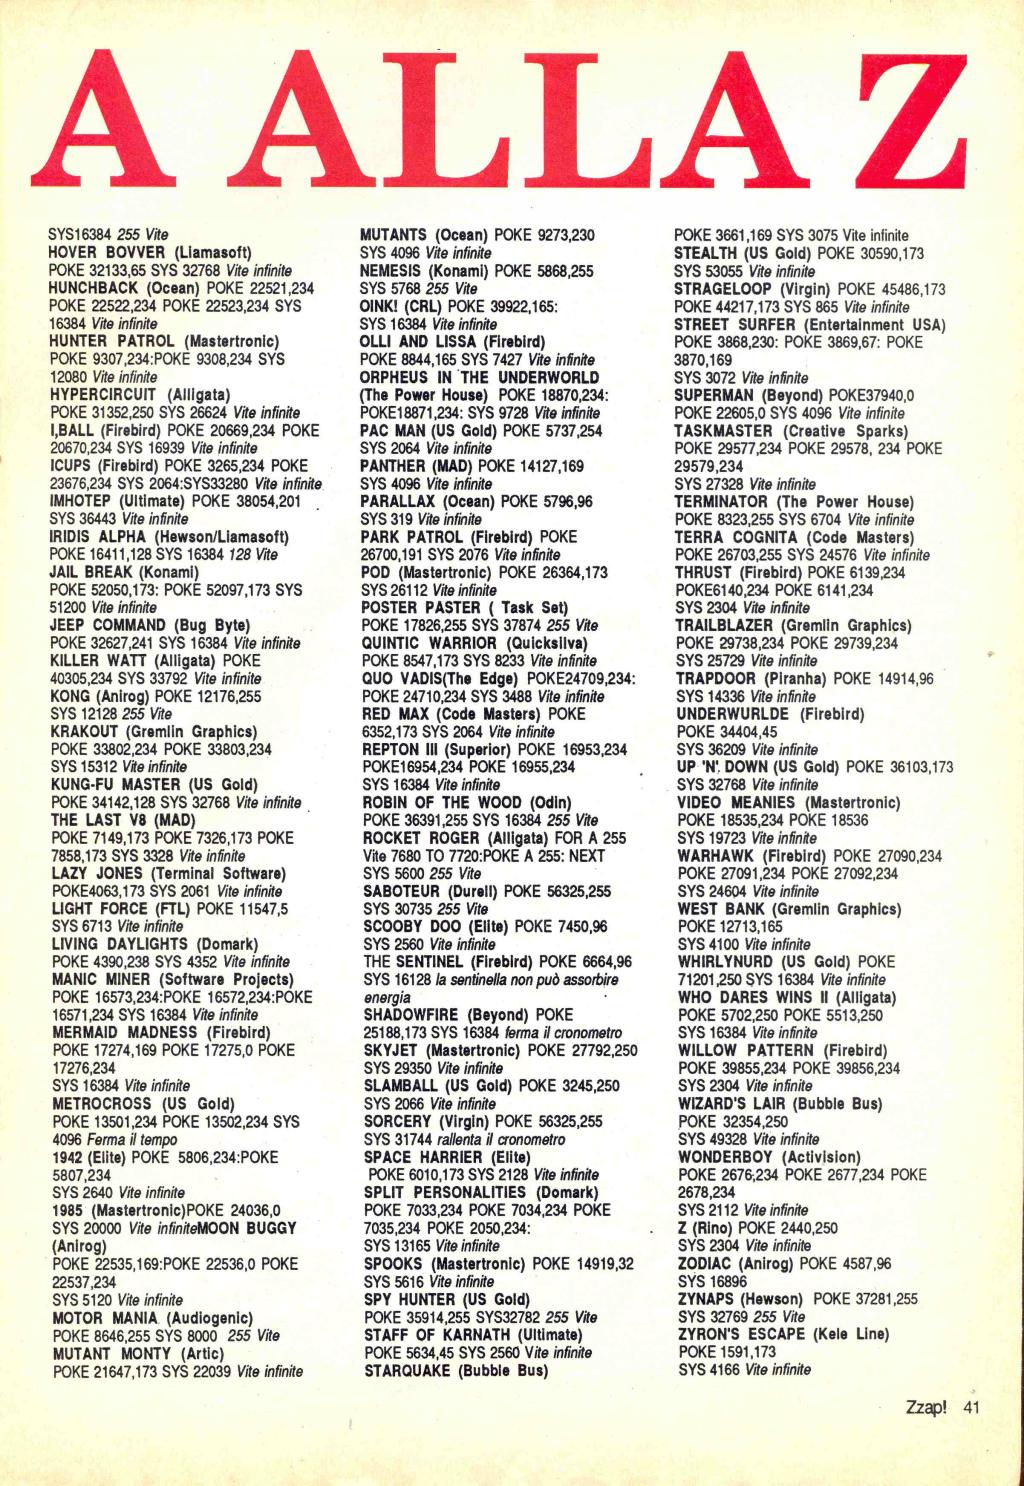 A ALLA Z
SYS16384 255 Vite
HOVER BOVVER (Llamasoft)
POKE 32133,65 SYS 32768 Vite infinite
HUNCHBACK (Ocean) POKE 22521,234
POKE 22522,234 POKE 22523,234 SYS
16384 Vite infinite
HUNTER PATROL (Mastertronic)
POKE 9307,234:POKE 9308,234 SYS
12080 Vite infinite
HYPERCIRCUIT (Alligata)
POKE 31352,250 SYS 26624 Vite infinite
I,BALL (Firebird) POKE 20669,234 POKE
20670,234 SYS 16939 Vite infinite
ICUPS (Firebird) POKE 3265,234 POKE
23676,234 SYS 2064:SYS33280 Vite infinite
IMHOTEP (Ultimate) POKE 38054,201
SYS 36443 Vite infinite
IRIDIS ALPHA (Hewson/Llamasoft)
POKE 16411,128 SYS 16384 128 Vite
JAIL BREAK (Konami)
POKE 52050,173: POKE 52097,173 SYS
51200 Vite infinite
JEEP COMMAND (Bug Byte)
POKE 32627,241 SYS 16384 Vite infinite
KILLER WATT (Alligata) POKE
40305,234 SYS 33792 Vite infinite
KONG (Anirog) POKE 12176,255
SYS 12128 255 Vite
KRAKOUT (Gremlin Graphics)
POKE 33802,234 POKE 33803,234
SYS 15312 Vite infinite
KUNG-FU MASTER (US Gold)
POKE 34142,128 SYS 32768 Vite infinite
THE LAST V8 (MAD)
POKE 7149,173 POKE 7326,173 POKE
7858,173 SYS 3328 Vite infinite
LAZY JONES (Terminal Software)
POKE4063,173 SYS 2061 Vite infinite
LIGHT FORCE (FTL) POKE 11547,5
SYS 6713 Vite infinite
LIVING DAYLIGHTS (Domark)
POKE 4390,238 SYS 4352 Vite infinite
MANIC MINER (Software Projects)
POKE 16573,234:POKE 16572,234:POKE
16571,234 SYS 16384 Vite infinite
MERMAID MADNESS (Firebird)
POKE 17274,169 POKE 17275,0 POKE
17276,234
SYS 16384 Vite infinite
METROCROSS (US Gold)
POKE 13501,234 POKE 13502,234 SYS
4096 Ferma il tempo
1942 (Elite) POKE 5806,234:POKE
5807,234
SYS 2640 Vite infinite
1985 (Mastertronic)POKE 24036,0
SYS 20000 Vite infiniteMOON BUGGY
(Anirog)
POKE 22535,169:POKE 22536,0 POKE
22537,234
SYS 5120 Vite infinite
MOTOR MANIA (Audiogenic)
POKE 8646,255 SYS 8000 255 Vite
MUTANT MONTY (Artic)
POKE 21647,173 SYS 22039 Vite infinite
MUTANTS (Ocean) POKE 9273,230
SYS 4096 Vite infinite
NEMESIS (Konami) POKE 5868,255
SYS 5768 255 Vite
OINK! (CRL) POKE 39922,165:
SYS 16384 Vite infinite
OLLI AND LISSA (Firebird)
POKE 8844,165 SYS 7427 Vite infinite
ORPHEUS IN THE UNDERWORLD
(The Power House) POKE 18870,234:
POKE18871,234: SYS 9728 Vite infinite
PAC MAN (US Gold) POKE 5737,254
SYS 2064 Vite infinite
PANTHER (MAD) POKE 14127,169
SYS 4096 Vite infinite
PARALLAX (Ocean) POKE 5796,96
SYS 319 Vite infinite
PARK PATROL (Firebird) POKE
26700,191 SYS 2076 Vite infinite
POD (Mastertronic) POKE 26364,173
SYS 26112 Vite infinite
POSTER PASTER ( Task Set)
POKE 17826,255 SYS 37874 255 Vite
QUINTIC WARRIOR (Quicksilva)
POKE 8547,173 SYS 8233 Vite infinite
QUO VADIS(The Edge) POKE24709,234:
POKE 24710,234 SYS 3488 Vite infinite
RED MAX (Code Masters) POKE
6352,173 SYS 2064 Vite infinite
REPTON III (Superior) POKE 16953,234
POKE16954,234 POKE 16955,234
SYS 16384 Vite infinite
ROBIN OF THE WOOD (Odin)
POKE 36391,255 SYS 16384 255 Vite
ROCKET ROGER (Alligata) FOR A 255
Vite 7680 TO 7720:POKE A 255: NEXT
SYS 5600 255 Vite
SABOTEUR (Durell) POKE 56325,255
SYS 30735 255 Vite
SCOOBY DOO (Elite) POKE 7450,96
SYS 2560 Vite infinite
THE SENTINEL (Firebird) POKE 6664,96
SYS 16128 la sentinella non può assorbire
energia
SHADOWFIRE (Beyond) POKE
25188,173 SYS 16384 ferma il cronometro
SKYJET (Mastertronic) POKE 27792,250
SYS 29350 Vite infinite
SLAMBALL (US Gold) POKE 3245,250
SYS 2066 Vite infinite
SORCERY (Virgin) POKE 56325,255
SYS 31744 rallenta il cronometro
SPACE HARRIER (Elite)
POKE 6010,173 SYS 2128 Vite infinite
SPLIT PERSONALITIES (Domark)
POKE 7033,234 POKE 7034,234 POKE
7035,234 POKE 2050,234:
SYS 13165 Vite infinite
SPOOKS (Mastertronic) POKE 14919,32
SYS 5616 Vite infinite
SPY HUNTER (US Gold)
POKE 35914,255 SYS32782 255 Vite
STAFF OF KARNATH (Ultimate)
POKE 5634,45 SYS 2560 Vite infinite
STARQUAKE (Bubble Bus)
POKE 3661,169 SYS 3075 Vite infinite
STEALTH (US Gold) POKE 30590,173
SYS 53055 Vite infinite
STRAGELOOP (Virgin) POKE 45486,173
POKE 44217,173 SYS 865 Vite infinite
STREET SURFER (Entertainment USA)
POKE 3868,230: POKE 3869,67: POKE
3870,169
SYS 3072 Vite infinite
SUPERMAN (Beyond) POKE37940,0
POKE 22605,0 SYS 4096 Vite infinite
TASKMASTER (Creative Sparks)
POKE 29577,234 POKE 29578, 234 POKE
29579,234
SYS 27328 Vite infinite
TERMINATOR (The Power House)
POKE 8323,255 SYS 6704 Vite infinite
TERRA COGNITA (Code Masters)
POKE 26703,255 SYS 24576 Vite infinite
THRUST (Firebird) POKE 6139,234
POKE6140,234 POKE 6141,234
SYS 2304 Vite infinite
TRAILBLAZER (Gremlin Graphics)
POKE 29738,234 POKE 29739,234
SYS 25729 Vite infinite
TRAPDOOR (Piranha) POKE 14914,96
SYS 14336 Vite infinite
UNDERWURLDE (Firebird)
POKE 34404,45
SYS 36209 Vite infinite
UP 'N'. DOWN (US Gold) POKE 36103,173
SYS 32768 Vite infinite
VIDEO MEANIES (Mastertronic)
POKE 18535,234 POKE 18536
SYS 19723 Vite infinite
WARHAWK (Firebird) POKE 27090,234
POKE 27091,234 POKE 27092,234
SYS 24604 Vite infinite
WEST BANK (Gremlin Graphics)
POKE 12713,165
SYS 4100 Vite infinite
WHIRLYNURD (US Gold) POKE
71201,250 SYS 16384 Vite infinite
WHO DARES WINS II (Alligata)
POKE 5702,250 POKE 5513,250
SYS 16384 Vite infinite
WILLOW PATTERN (Firebird)
POKE 39855,234 POKE 39856,234
SYS 2304 Vite infinite
WIZARD'S LAIR (Bubble Bus)
POKE 32354,250
SYS 49328 Vite infinite
WONDERBOY (Activision)
POKE 2676,234 POKE 2677,234 POKE
2678,234
SYS 2112 Vite infinite
Z (Rino) POKE 2440,250
SYS 2304 Vite infinite
ZODIAC (Anirog) POKE 4587,96
SYS 16896
ZYNAPS (Hewson) POKE 37281,255
SYS 32769 255 Vite
ZYRON'S ESCAPE (Kele Line)
POKE 1591,173
SYS 4166 Vite infinite
Zzap! 41